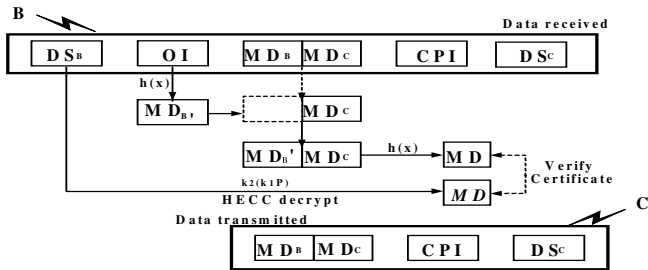 B
Data received
DSB OI MDB MDC CPI DSC
h(x)
MDB' MDC
MDB' MDC h(x) MD
Verify
Certificate
k2(k1P)
HECC decrypt MD
Data transmitted
C
MDB MDC CPI DSC